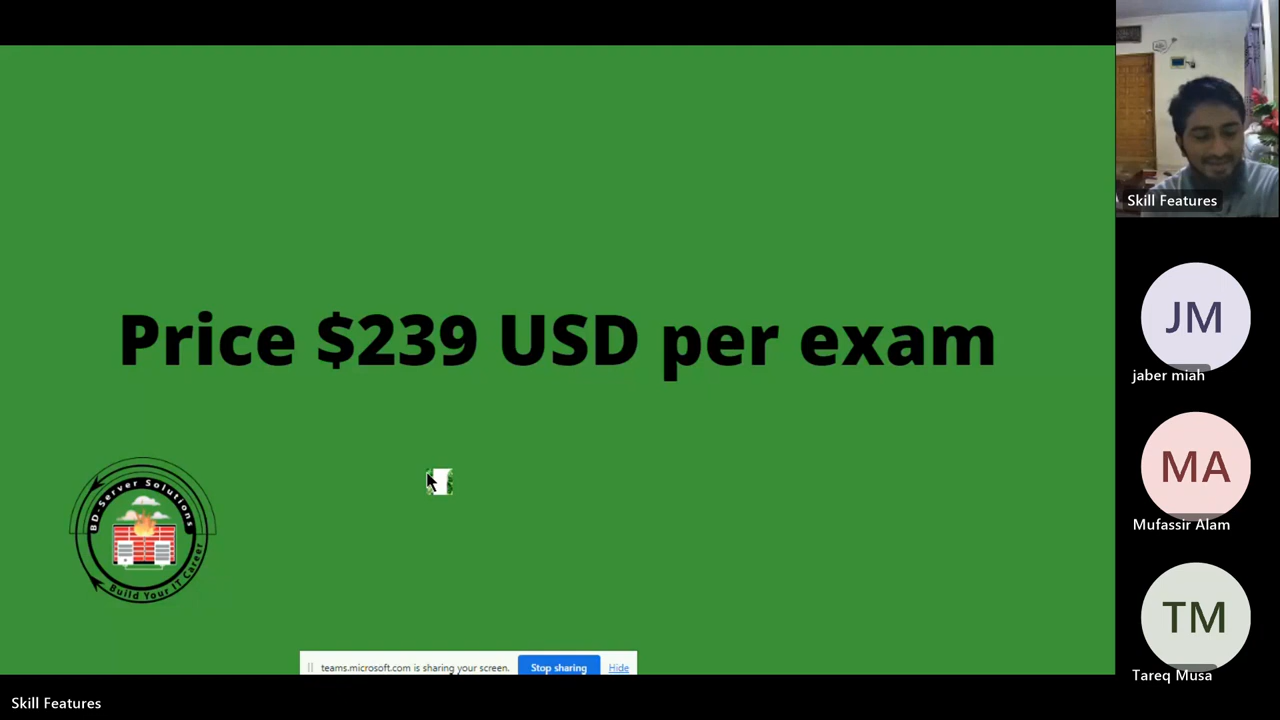 Price $239 USD per exam
BD-Server Solutions
Build Your IT Career
teams.microsoft.com is sharing your screen.
Stop sharing
Hide
Skill Features
JM
jaber miah
MA
Mufassir Alam
TM
Tareq Musa
Skill Features